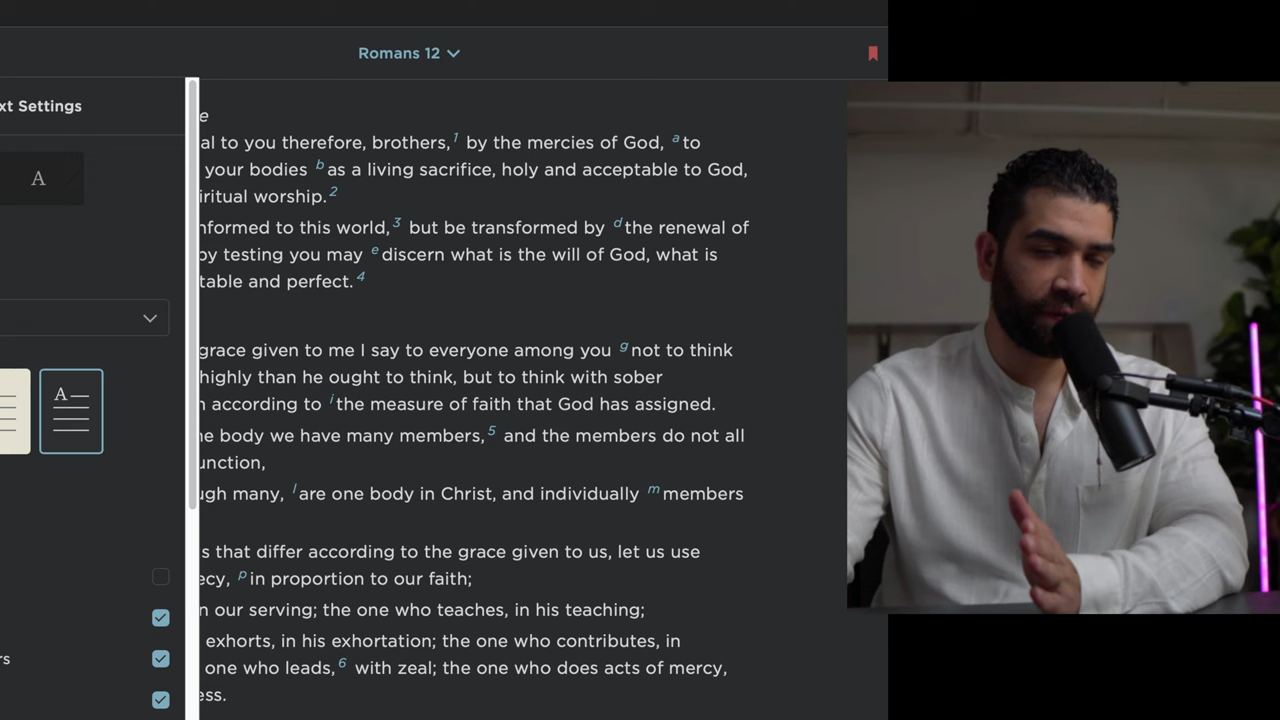 Romans 12
xt Settings
A
A
rs
e
al to you therefore, brothers,1 by the mercies of God, a to
your bodies b as a living sacrifice, holy and acceptable to God,
iritual worship.2
nformed to this world,3 but be transformed by d the renewal of
by testing you may e discern what is the will of God, what is
table and perfect.4
grace given to me I say to everyone among you g not to think
highly than he ought to think, but to think with sober
according to i the measure of faith that God has assigned.
ne body we have many members,5 and the members do not all
unction,
ugh many, l are one body in Christ, and individually m members
s that differ according to the grace given to us, let us use
ecy, p in proportion to our faith;
n our serving; the one who teaches, in his teaching;
exhorts, in his exhortation; the one who contributes, in
one who leads,6 with zeal; the one who does acts of mercy,
ess.